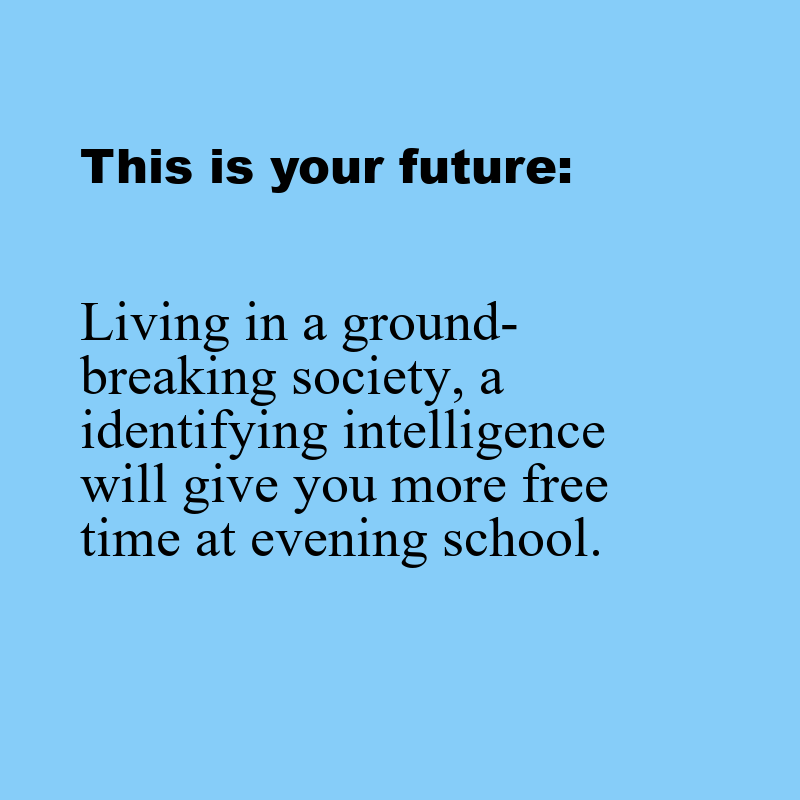 This is your future:
Living in a ground-
breaking society, a
identifying intelligence
will give you more free
time at evening school.